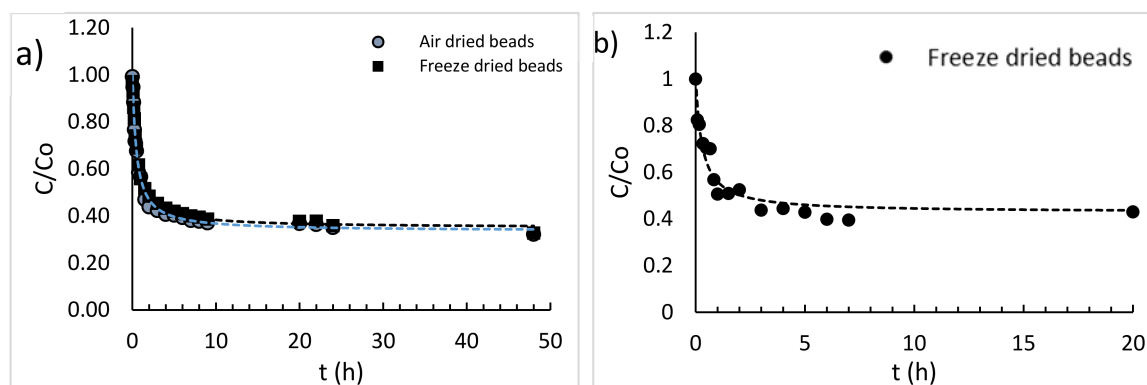 a)
1.20
1.00
0.80
0.60
0.40
0.20
0.00
C/Co
0 10 20 30 40 50
t (h)
Air dried beads
Freeze dried beads
b)
1.2
1
0.8
0.6
0.4
0.2
0
C/Co
0 5 10 15 20
t (h)
Freeze dried beads